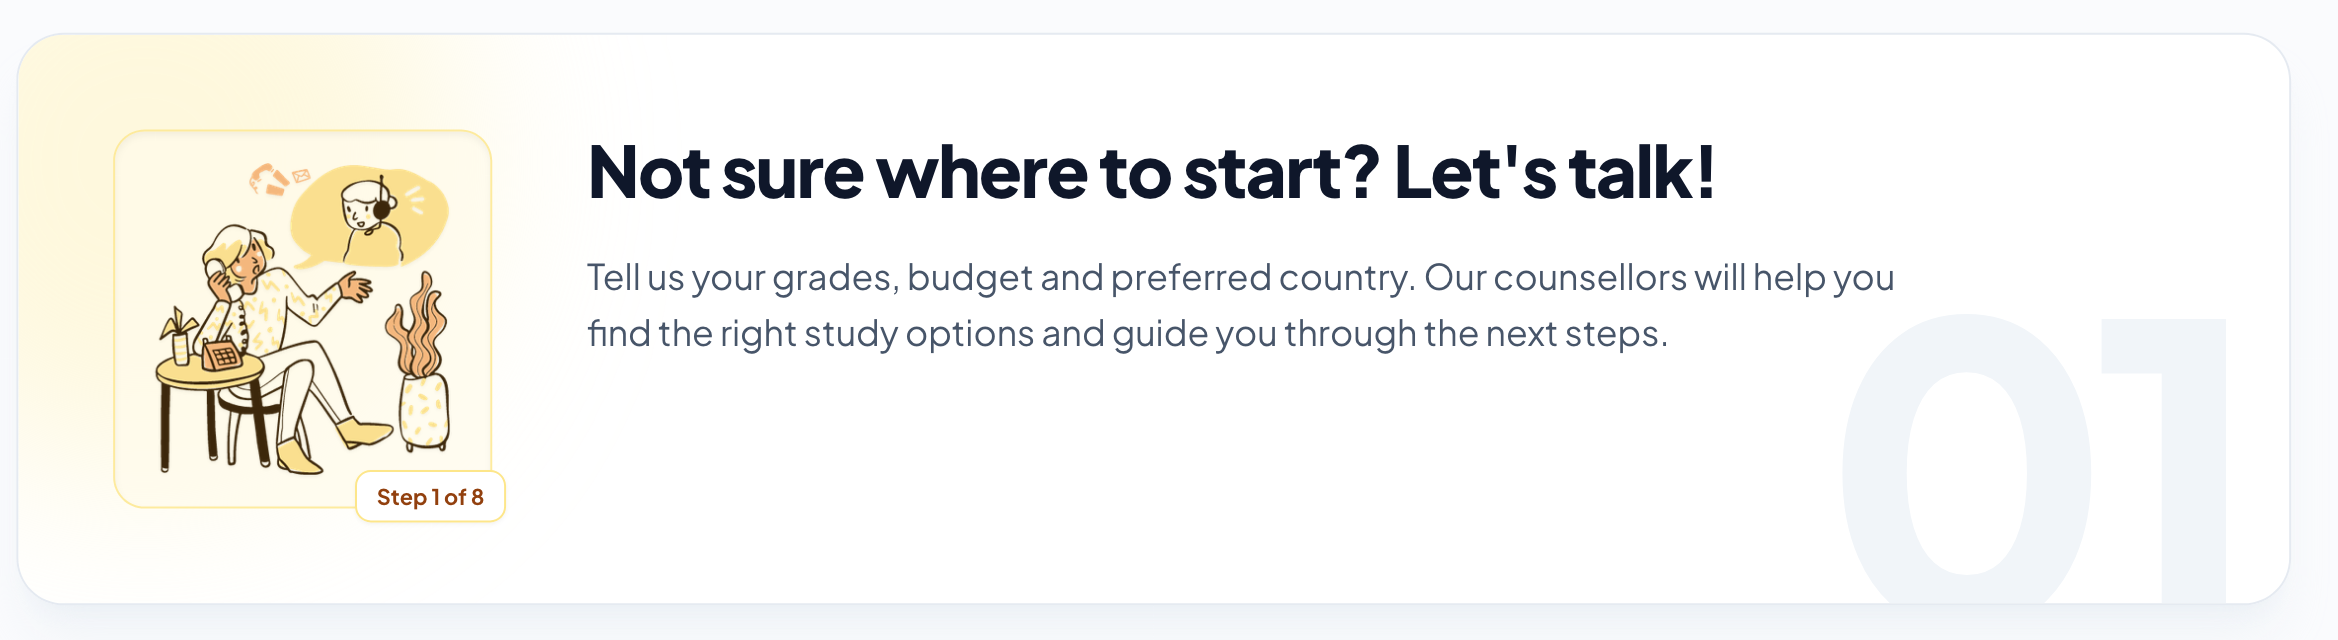 Not sure where to start? Let's talk!
Tell us your grades, budget and preferred country. Our counsellors will help you
find the right study options and guide you through the next steps.
Step 1 of 8
01